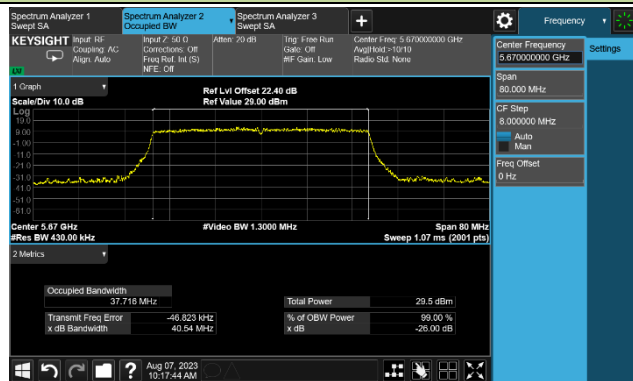 Spectrum Analyzer 1
Swept SA
Spectrum Analyzer 2
Occupied BW
Spectrum Analyzer 3
Swept SA
Frequency
KEYSIGHT
Input: RF
Coupling: AC
Align: Auto
Input Z: 50 Ω
Corrections: Off
Freq Ref: Int (S)
NFE: Off
Atten: 20 dB
Trig: Free Run
Gate: Off
#IF Gain: Low
Center Freq: 5.670000000 GHz
Avg|Hold:>10/10
Radio Std: None
Center Frequency
5.670000000 GHz
Settings
Span
80.000 MHz
CF Step
8.000000 MHz
Auto
Man
Freq Offset
0 Hz
1 Graph
Scale/Div 10.0 dB
Ref Lvl Offset 22.40 dB
Ref Value 29.00 dBm
Log
19.0
9.00
-1.00
-11.0
-21.0
-31.0
-41.0
-51.0
-61.0
Center 5.67 GHz
#Res BW 430.00 kHz
#Video BW 1.3000 MHz
Span 80 MHz
Sweep 1.07 ms (2001 pts)
2 Metrics
Occupied Bandwidth
37.718 MHz
Total Power
29.5 dBm
Transmit Freq Error
-46.823 kHz
% of OBW Power
99.00 %
x dB Bandwidth
40.54 MHz
x dB
-26.00 dB
?
Aug 07, 2023
10:17:44 AM